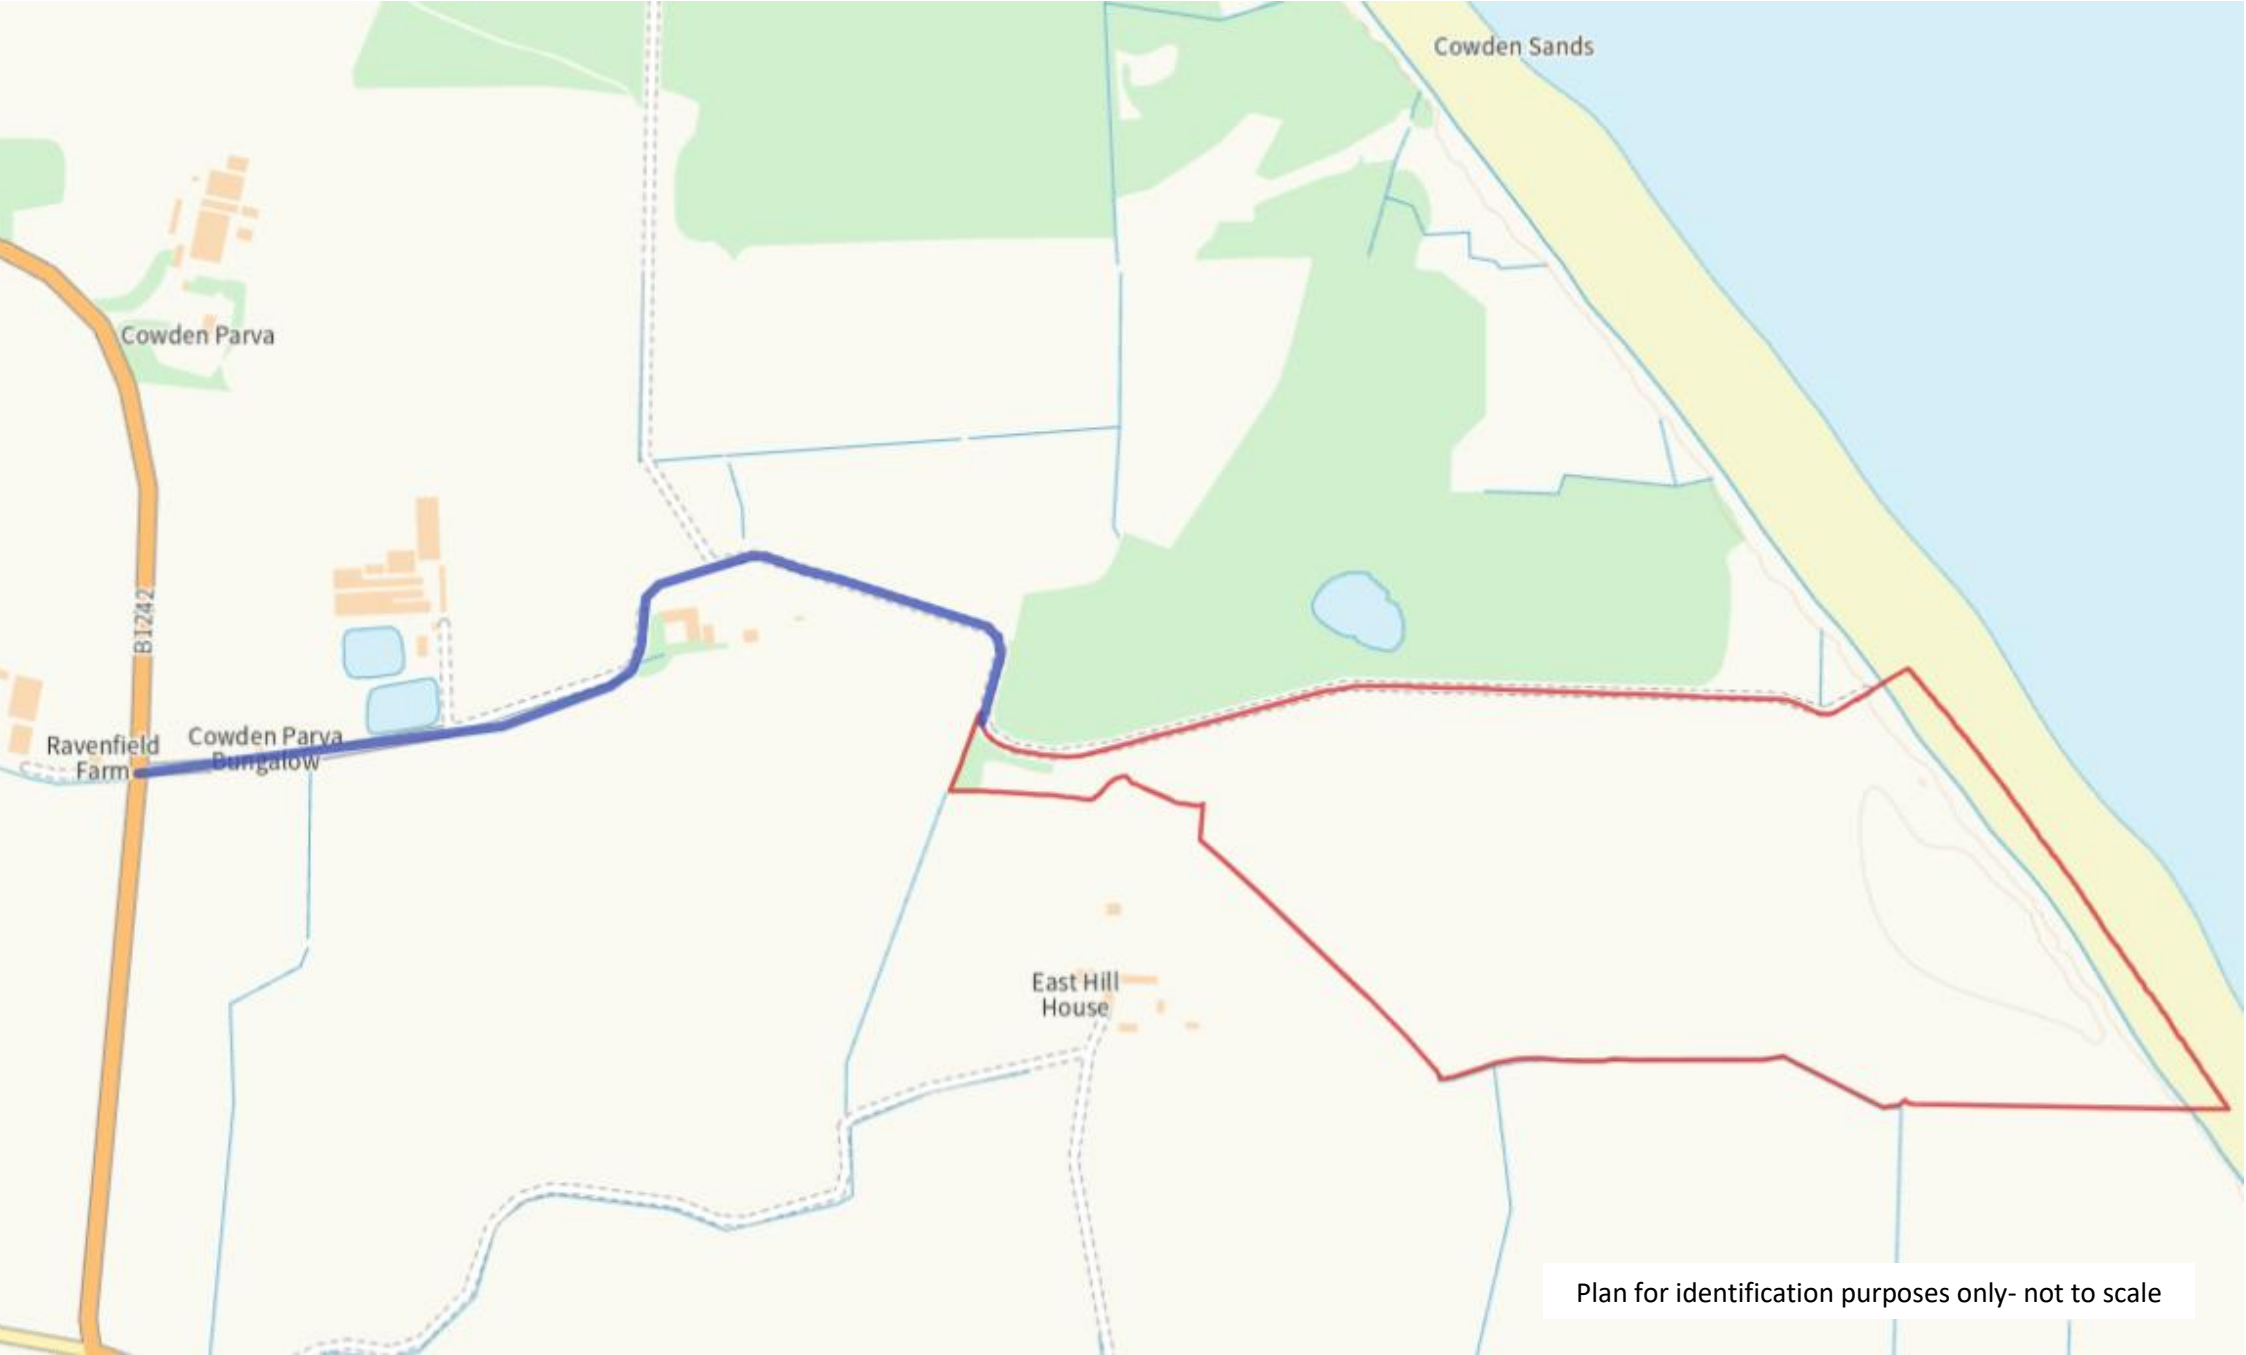 Cowden Sands
Cowden Parva
B1242
Ravenfield
Farm
Cowden Parva
Bungalow
East Hill
House
Plan for identification purposes only- not to scale